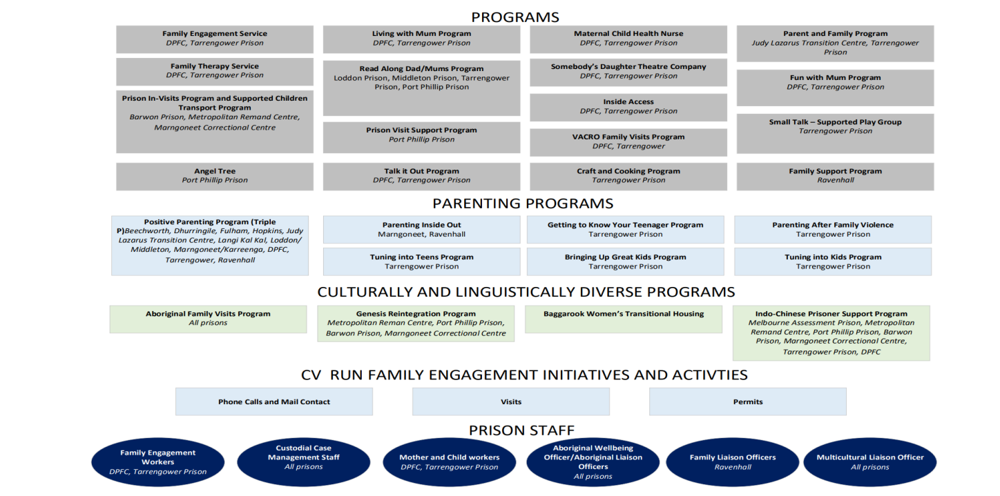 PROGRAMS
Family Engagement Service
DPFC, Tarrengower Prison
Living with Mum Program
DPFC, Tarrengower Prison
Maternal Child Health Nurse
DPFC, Tarrengower Prison
Parent and Family Program
Judy Lazarus Transition Centre, Tarrengower
Prison
Family Therapy Service
DPFC, Tarrengower Prison
Read Along Dad/Mums Program
Loddon Prison, Middleton Prison, Tarrengower
Prison, Port Phillip Prison
Somebody's Daughter Theatre Company
DPFC, Tarrengower Prison
Fun with Mum Program
DPFC, Tarrengower Prison
Prison In-Visits Program and Supported Children
Transport Program
Barwon Prison, Metropolitan Remand Centre,
Marngoneet Correctional Centre
Inside Access
DPFC, Tarrengower Prison
Small Talk – Supported Play Group
Tarrengower Prison
Prison Visit Support Program
Port Phillip Prison
VACRO Family Visits Program
DPFC, Tarrengower
Angel Tree
Port Phillip Prison
Talk it Out Program
DPFC, Tarrengower Prison
Craft and Cooking Program
Tarrengower Prison
Family Support Program
Ravenhall
PARENTING PROGRAMS
Positive Parenting Program (Triple
P)Beechworth, Dhurringile, Fulham, Hopkins, Judy
Lazarus Transition Centre, Langi Kal Kal, Loddon/
Middleton, Marngoneet/Karreenga, DPFC,
Tarrengower, Ravenhall
Parenting Inside Out
Marngoneet, Ravenhall
Getting to Know Your Teenager Program
Tarrengower Prison
Parenting After Family Violence
Tarrengower Prison
Tuning into Teens Program
Tarrengower Prison
Bringing Up Great Kids Program
Tarrengower Prison
Tuning into Kids Program
Tarrengower Prison
CULTURALLY AND LINGUISTICALLY DIVERSE PROGRAMS
Aboriginal Family Visits Program
All prisons
Genesis Reintegration Program
Metropolitan Reman Centre, Port Phillip Prison,
Barwon Prison, Marngoneet Correctional Centre
Baggarook Women's Transitional Housing
Indo-Chinese Prisoner Support Program
Melbourne Assessment Prison, Metropolitan
Remand Centre, Port Phillip Prison, Barwon
Prison, Marngoneet Correctional Centre,
Tarrengower Prison, DPFC
CV RUN FAMILY ENGAGEMENT INITIATIVES AND ACTIVTIES
Phone Calls and Mail Contact
Visits
Permits
PRISON STAFF
Family Engagement
Workers
DPFC, Tarrengower Prison
Custodial Case
Management Staff
All prisons
Mother and Child workers
DPFC, Tarrengower Prison
Aboriginal Wellbeing
Officer/Aboriginal Liaison
Officers
All prisons
Family Liaison Officers
Ravenhall
Multicultural Liaison Officer
All prisons